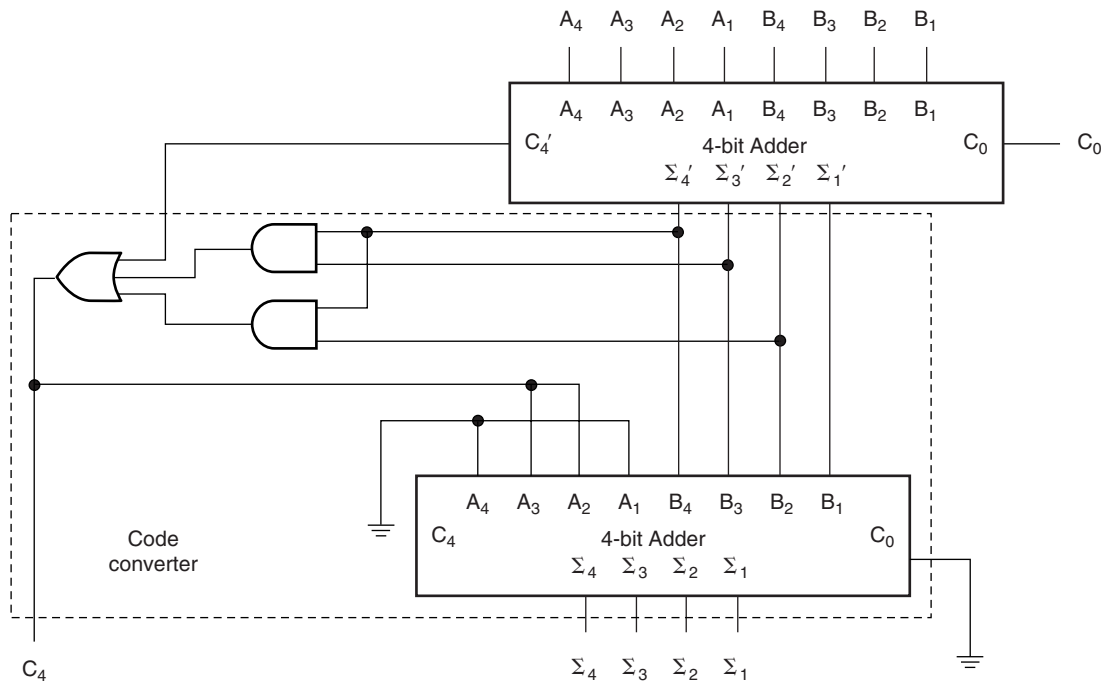 A₄ A₃ A₂ A₁ B₄ B₃ B₂ B₁
A₄ A₃ A₂ A₁ B₄ B₃ B₂ B₁
C₄′ 4-bit Adder C₀ C₀
Σ₄′ Σ₃′ Σ₂′ Σ₁′
A₄ A₃ A₂ A₁ B₄ B₃ B₂ B₁
C₄ 4-bit Adder C₀
Σ₄ Σ₃ Σ₂ Σ₁
Code
converter
C₄ Σ₄ Σ₃ Σ₂ Σ₁